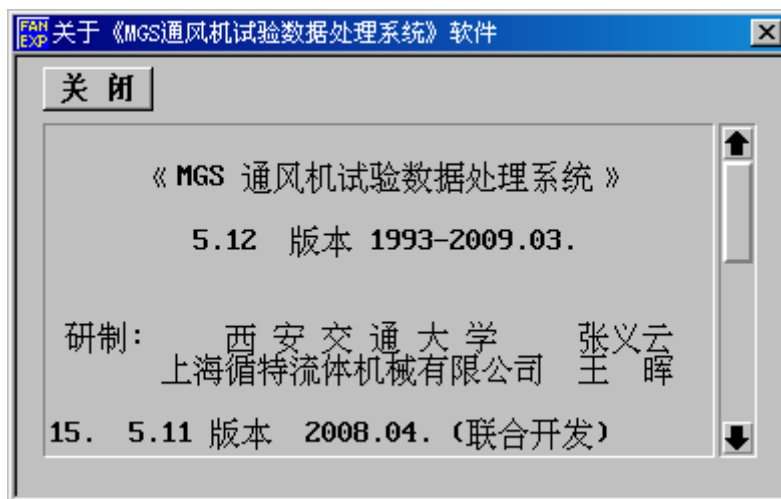 FAN EXP 关于《MGS通风机试验数据处理系统》软件
关 闭
《 MGS 通风机试验数据处理系统 》
5.12 版本 1993-2009.03.
研制: 西 安 交 通 大 学 张义云
上海循特流体机械有限公司 王 晖
15. 5.11 版本 2008.04. (联合开发)